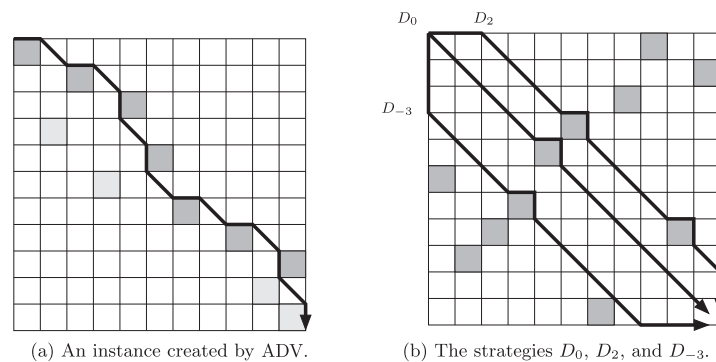 D₀ D₂
D₋₃
(a) An instance created by ADV.
(b) The strategies D₀, D₂, and D₋₃.